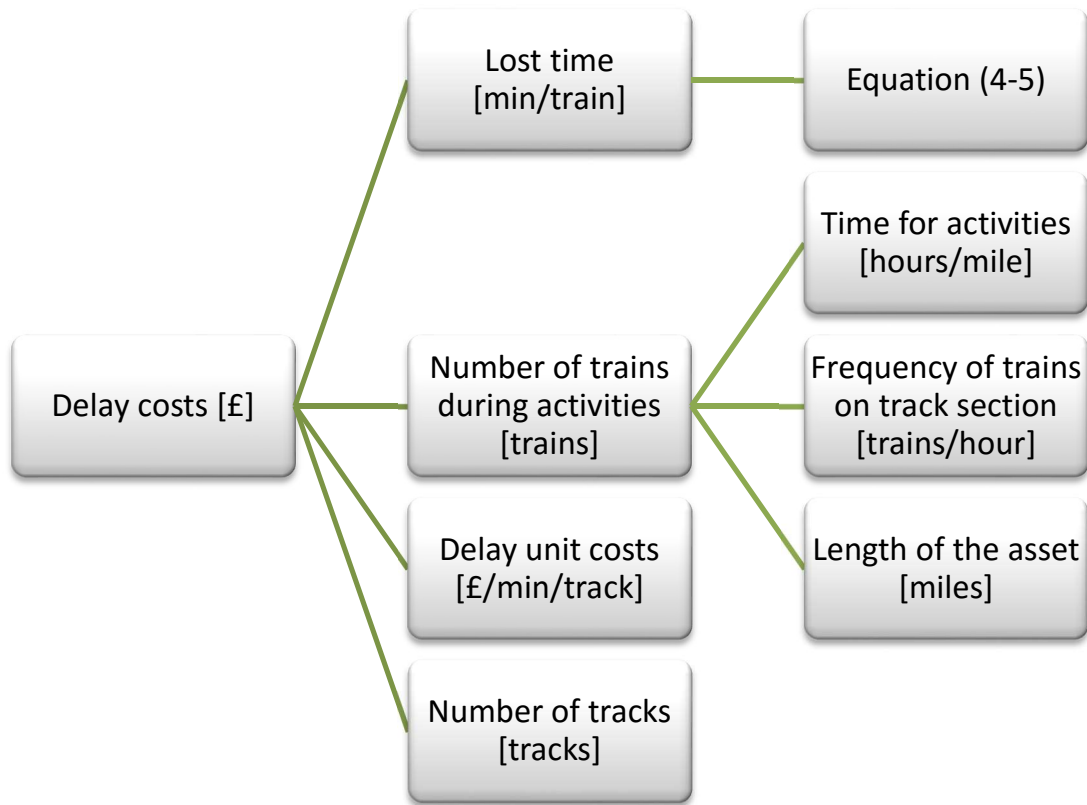 Delay costs [£]
Lost time
[min/train]
Equation (4-5)
Number of trains
during activities
[trains]
Time for activities
[hours/mile]
Frequency of trains
on track section
[trains/hour]
Length of the asset
[miles]
Delay unit costs
[£/min/track]
Number of tracks
[tracks]